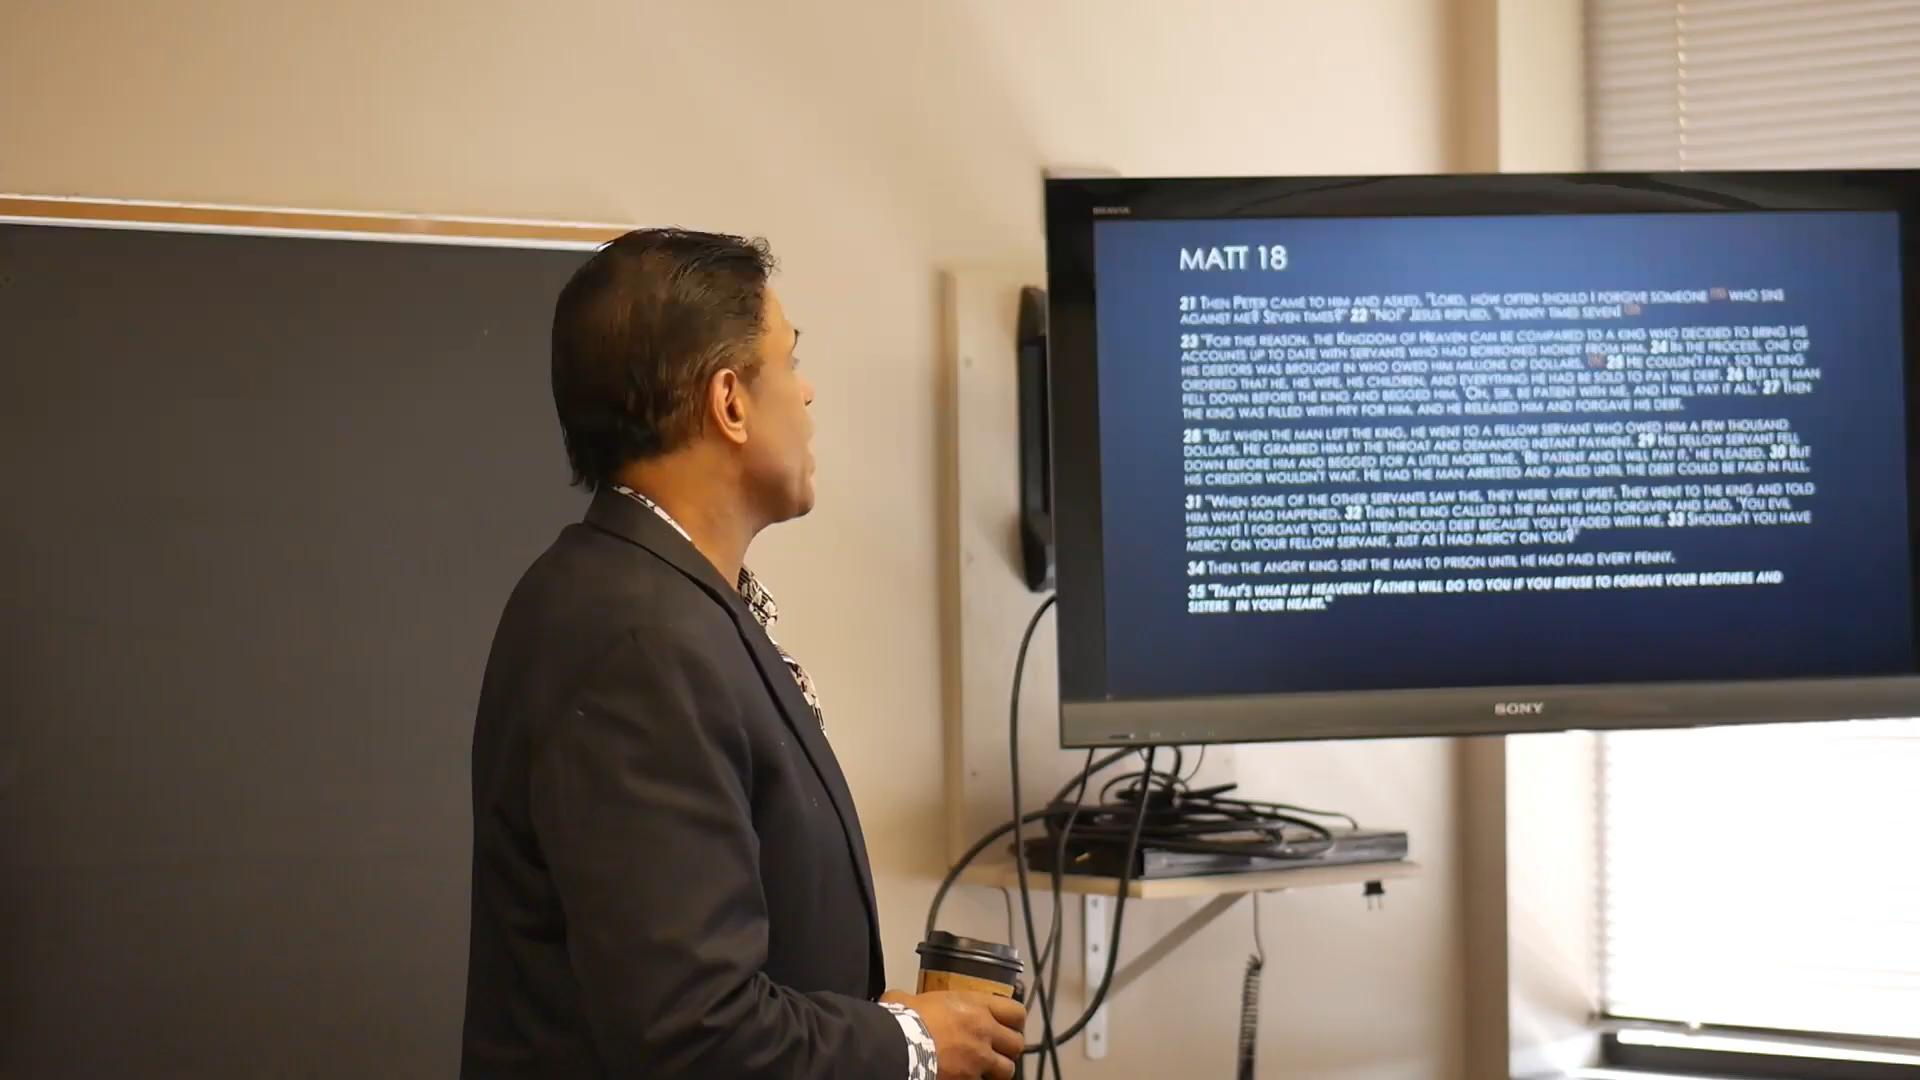 BRAVIA
MATT 18
21 THEN PETER CAME TO HIM AND ASKED, "LORD, HOW OFTEN SHOULD I FORGIVE SOMEONE WHO SINS
AGAINST ME? SEVEN TIMES?" 22 "NO!" JESUS REPLIED, "SEVENTY TIMES SEVEN!
23 "FOR THIS REASON, THE KINGDOM OF HEAVEN CAN BE COMPARED TO A KING WHO DECIDED TO BRING HIS
ACCOUNTS UP TO DATE WITH SERVANTS WHO HAD BORROWED MONEY FROM HIM. 24 IN THE PROCESS, ONE OF
HIS DEBTORS WAS BROUGHT IN WHO OWED HIM MILLIONS OF DOLLARS. 25 HE COULDN'T PAY, SO THE KING
ORDERED THAT HE, HIS WIFE, HIS CHILDREN, AND EVERYTHING HE HAD BE SOLD TO PAY THE DEBT. 26 BUT THE MAN
FELL DOWN BEFORE THE KING AND BEGGED HIM, 'OH, SIR, BE PATIENT WITH ME, AND I WILL PAY IT ALL.' 27 THEN
THE KING WAS FILLED WITH PITY FOR HIM, AND HE RELEASED HIM AND FORGAVE HIS DEBT.
28 "BUT WHEN THE MAN LEFT THE KING, HE WENT TO A FELLOW SERVANT WHO OWED HIM A FEW THOUSAND
DOLLARS. HE GRABBED HIM BY THE THROAT AND DEMANDED INSTANT PAYMENT. 29 HIS FELLOW SERVANT FELL
DOWN BEFORE HIM AND BEGGED FOR A LITTLE MORE TIME. 'BE PATIENT AND I WILL PAY IT,' HE PLEADED. 30 BUT
HIS CREDITOR WOULDN'T WAIT. HE HAD THE MAN ARRESTED AND JAILED UNTIL THE DEBT COULD BE PAID IN FULL.
31 "WHEN SOME OF THE OTHER SERVANTS SAW THIS, THEY WERE VERY UPSET. THEY WENT TO THE KING AND TOLD
HIM WHAT HAD HAPPENED. 32 THEN THE KING CALLED IN THE MAN HE HAD FORGIVEN AND SAID, 'YOU EVIL
SERVANT! I FORGAVE YOU THAT TREMENDOUS DEBT BECAUSE YOU PLEADED WITH ME. 33 SHOULDN'T YOU HAVE
MERCY ON YOUR FELLOW SERVANT, JUST AS I HAD MERCY ON YOU?'
34 THEN THE ANGRY KING SENT THE MAN TO PRISON UNTIL HE HAD PAID EVERY PENNY.
35 "THAT'S WHAT MY HEAVENLY FATHER WILL DO TO YOU IF YOU REFUSE TO FORGIVE YOUR BROTHERS AND
SISTERS IN YOUR HEART."
SONY